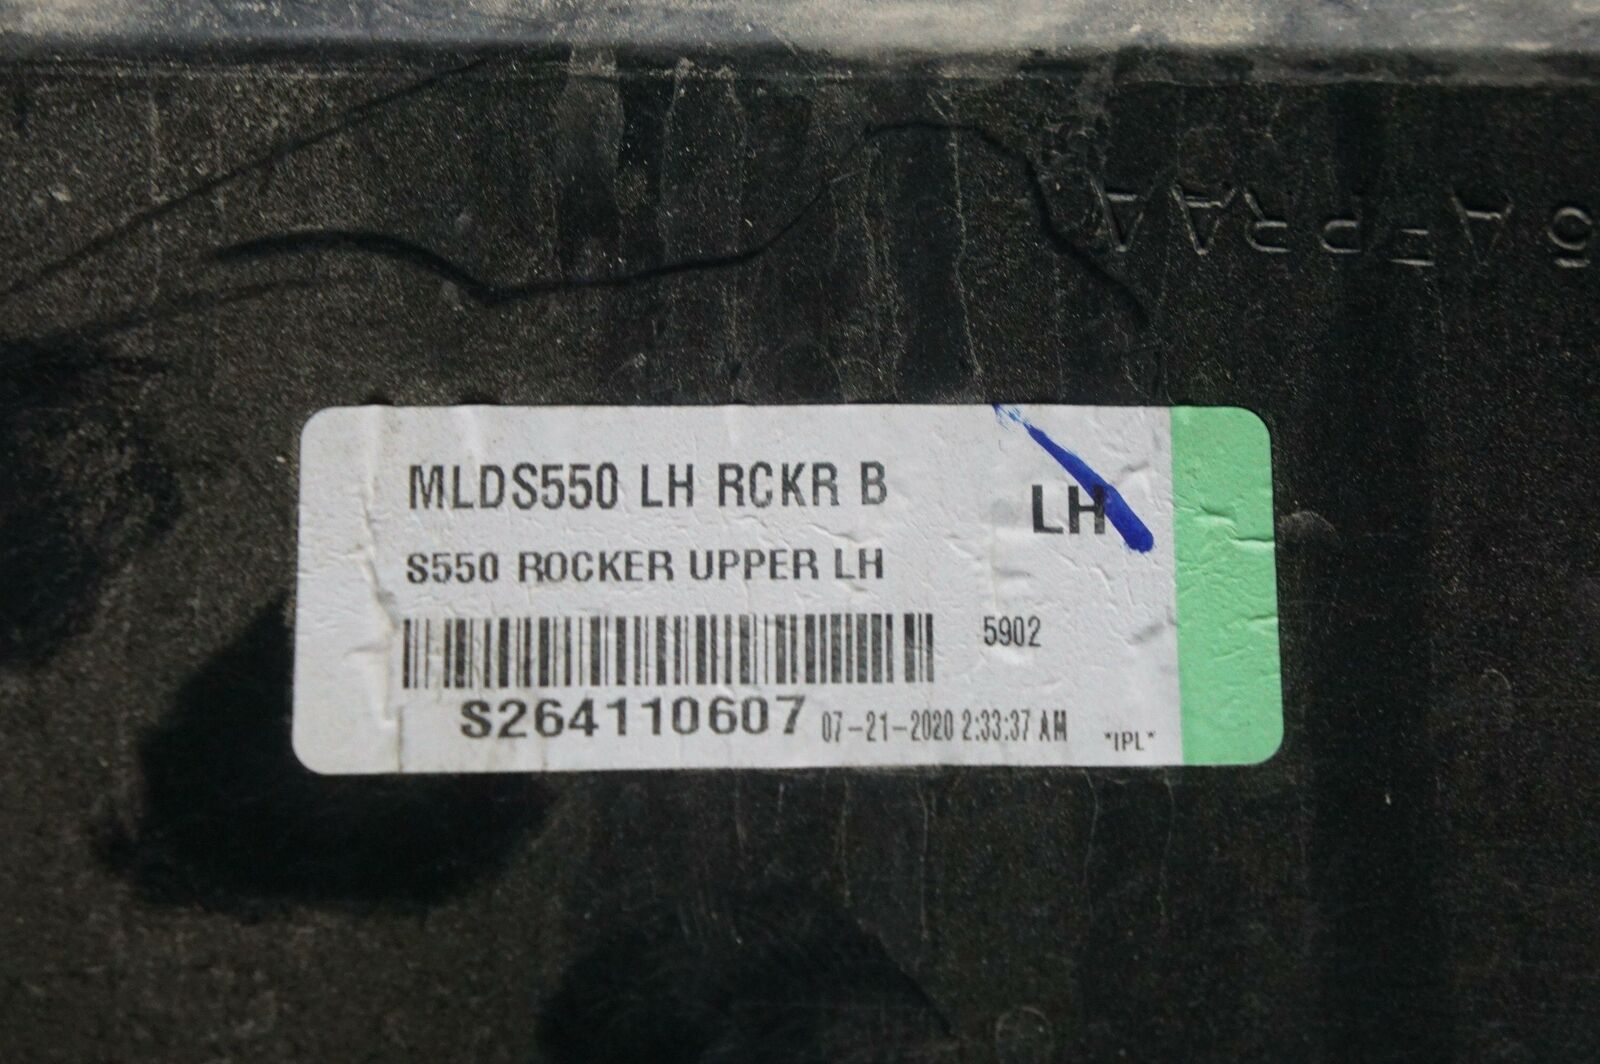 MLDS550 LH RCKR B
LH
S550 ROCKER UPPER LH
5902
S264110607 07-21-2020 2:33:37 AM *IPL*